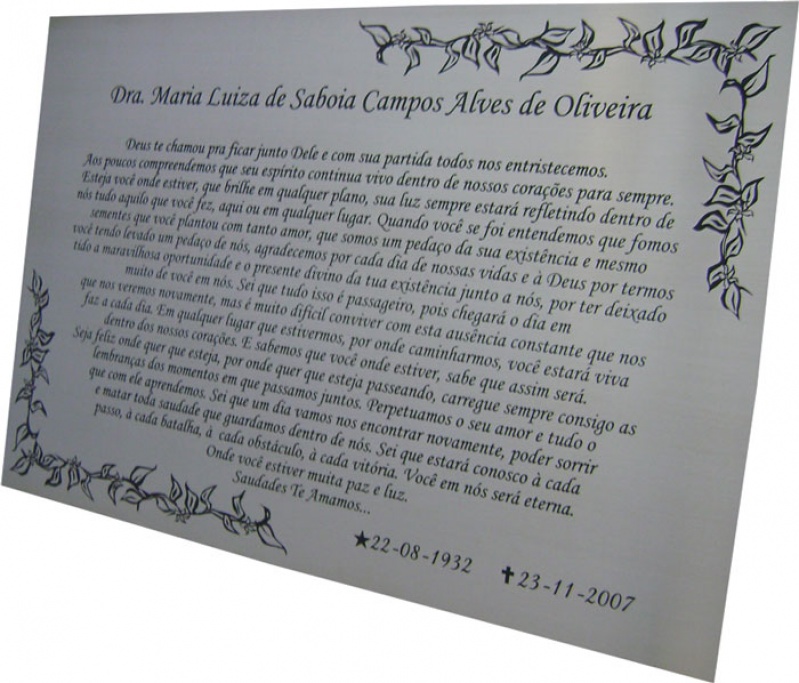 Dra. Maria Luiza de Saboia Campos Alves de Oliveira
Deus te chamou pra ficar junto Dele e com sua partida todos nos entristecemos.
Aos poucos compreendemos que seu espírito continua vivo dentro de nossos corações para sempre.
Esteja você onde estiver, que brilhe em qualquer plano, sua luz sempre estará refletindo dentro de
nós tudo aquilo que você fez, aqui ou em qualquer lugar. Quando você se foi entendemos que fomos
sementes que você plantou com tanto amor, que somos um pedaço da sua existência e mesmo
você tendo levado um pedaço de nós, agradecemos por cada dia de nossas vidas e à Deus por termos
tido a maravilhosa oportunidade e o presente divino da tua existência junto a nós, por ter deixado
muito de você em nós. Sei que tudo isso é passageiro, pois chegará o dia em
que nos veremos novamente, mas é muito difícil conviver com esta ausência constante que nos
faz a cada dia. Em qualquer lugar que estivermos, por onde caminharmos, você estará viva
dentro dos nossos corações. E sabemos que você onde estiver, sabe que assim será.
Seja feliz onde quer que esteja, por onde quer que esteja passeando, carregue sempre consigo as
lembranças dos momentos em que passamos juntos. Perpetuamos o seu amor e tudo o
que com ele aprendemos. Sei que um dia vamos nos encontrar novamente, poder sorrir
e matar toda saudade que guardamos dentro de nós. Sei que estará conosco à cada
passo, à cada batalha, à cada obstáculo, à cada vitória. Você em nós será eterna.
Onde você estiver muita paz e luz.
Saudades Te Amamos...
★22-08-1932 ✝23-11-2007